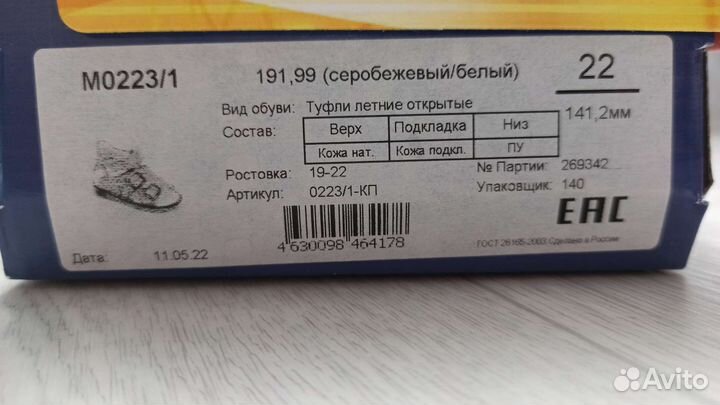 М0223/1
191,99 (серобежевый/белый)
22
Вид обуви: Туфли летние открытые
141,2мм
Состав: Верх Подкладка Низ
Кожа нат. Кожа подкл. ПУ
Ростовка: 19-22
№ Партии: 269342
Артикул: 0223/1-КП
Упаковщик: 140
EAC
4 630098 464178
Дата: 11.05.22
ГОСТ 26165-2003 Сделано в России
Avito